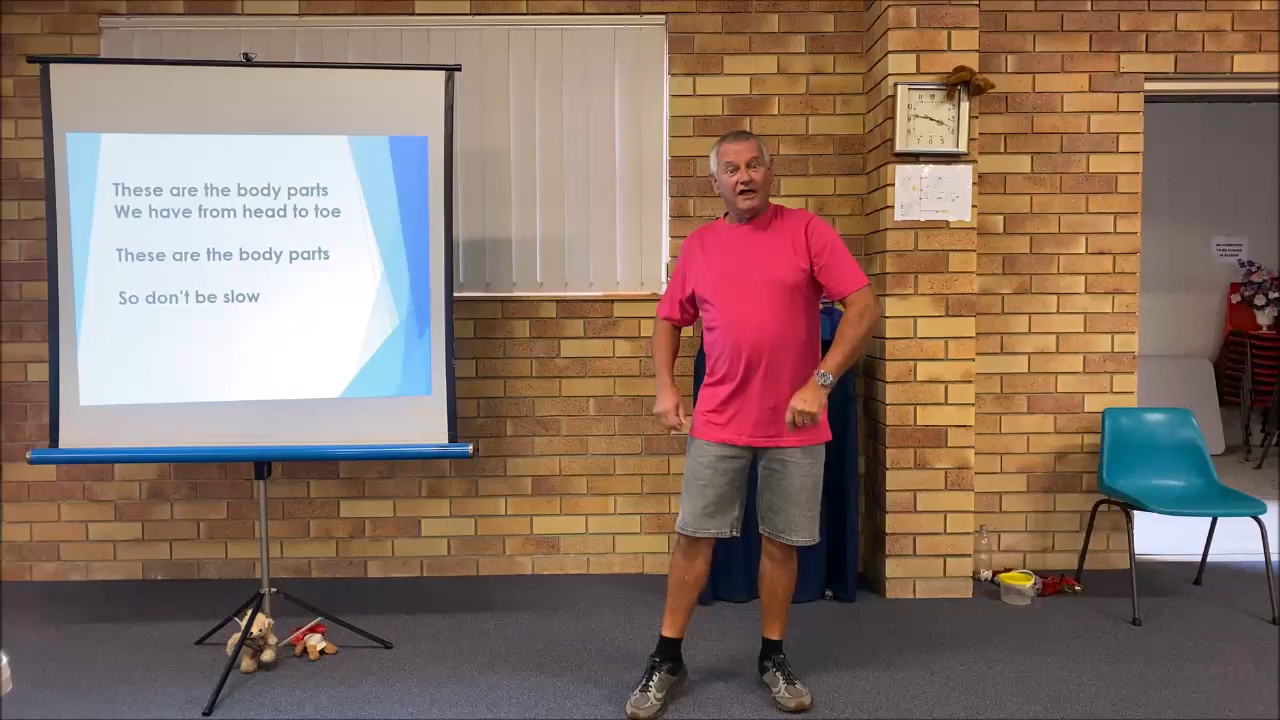 These are the body parts
We have from head to toe
These are the body parts
So don't be slow